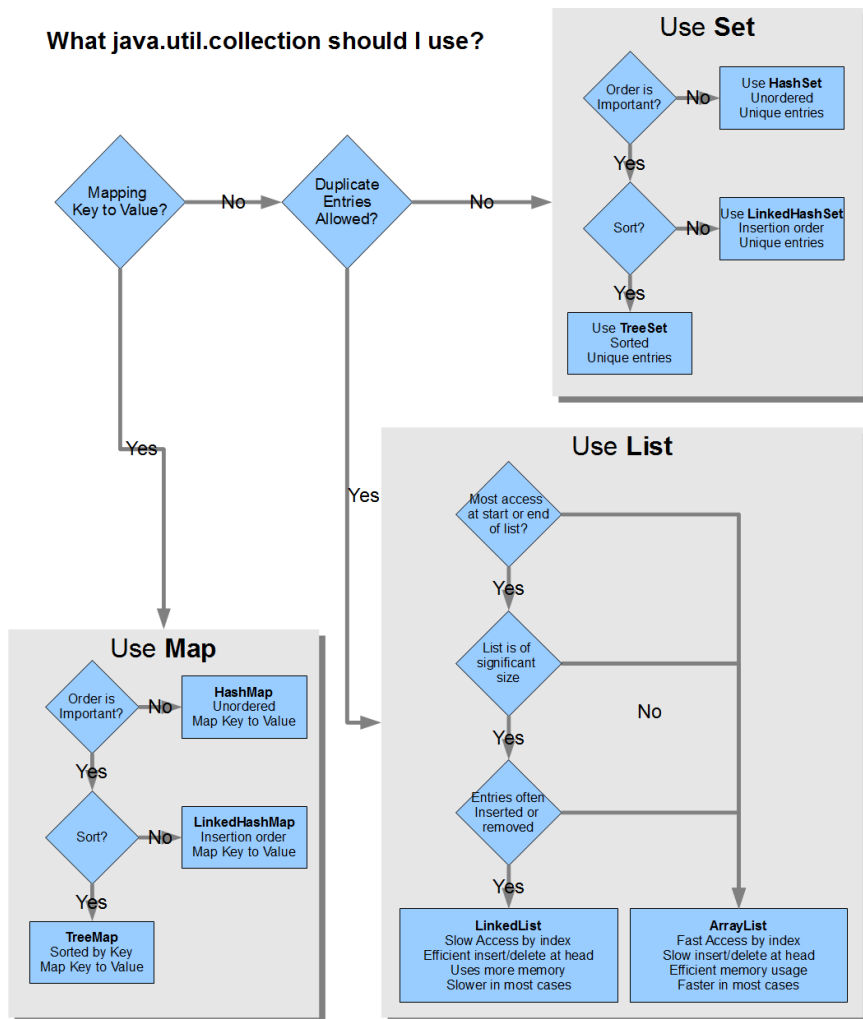 What java.util.collection should I use?
Mapping
Key to Value?
No
Duplicate
Entries
Allowed?
No
Yes
Yes
Use Set
Order is
Important?
No
Use HashSet
Unordered
Unique entries
Yes
Sort?
No
Use LinkedHashSet
Insertion order
Unique entries
Yes
Use TreeSet
Sorted
Unique entries
Use List
Most access
at start or end
of list?
Yes
List is of
significant
size
No
Yes
Entries often
Inserted or
removed
Yes
LinkedList
Slow Access by index
Efficient insert/delete at head
Uses more memory
Slower in most cases
ArrayList
Fast Access by index
Slow insert/delete at head
Efficient memory usage
Faster in most cases
Use Map
Order is
Important?
No
HashMap
Unordered
Map Key to Value
Yes
Sort?
No
LinkedHashMap
Insertion order
Map Key to Value
Yes
TreeMap
Sorted by Key
Map Key to Value